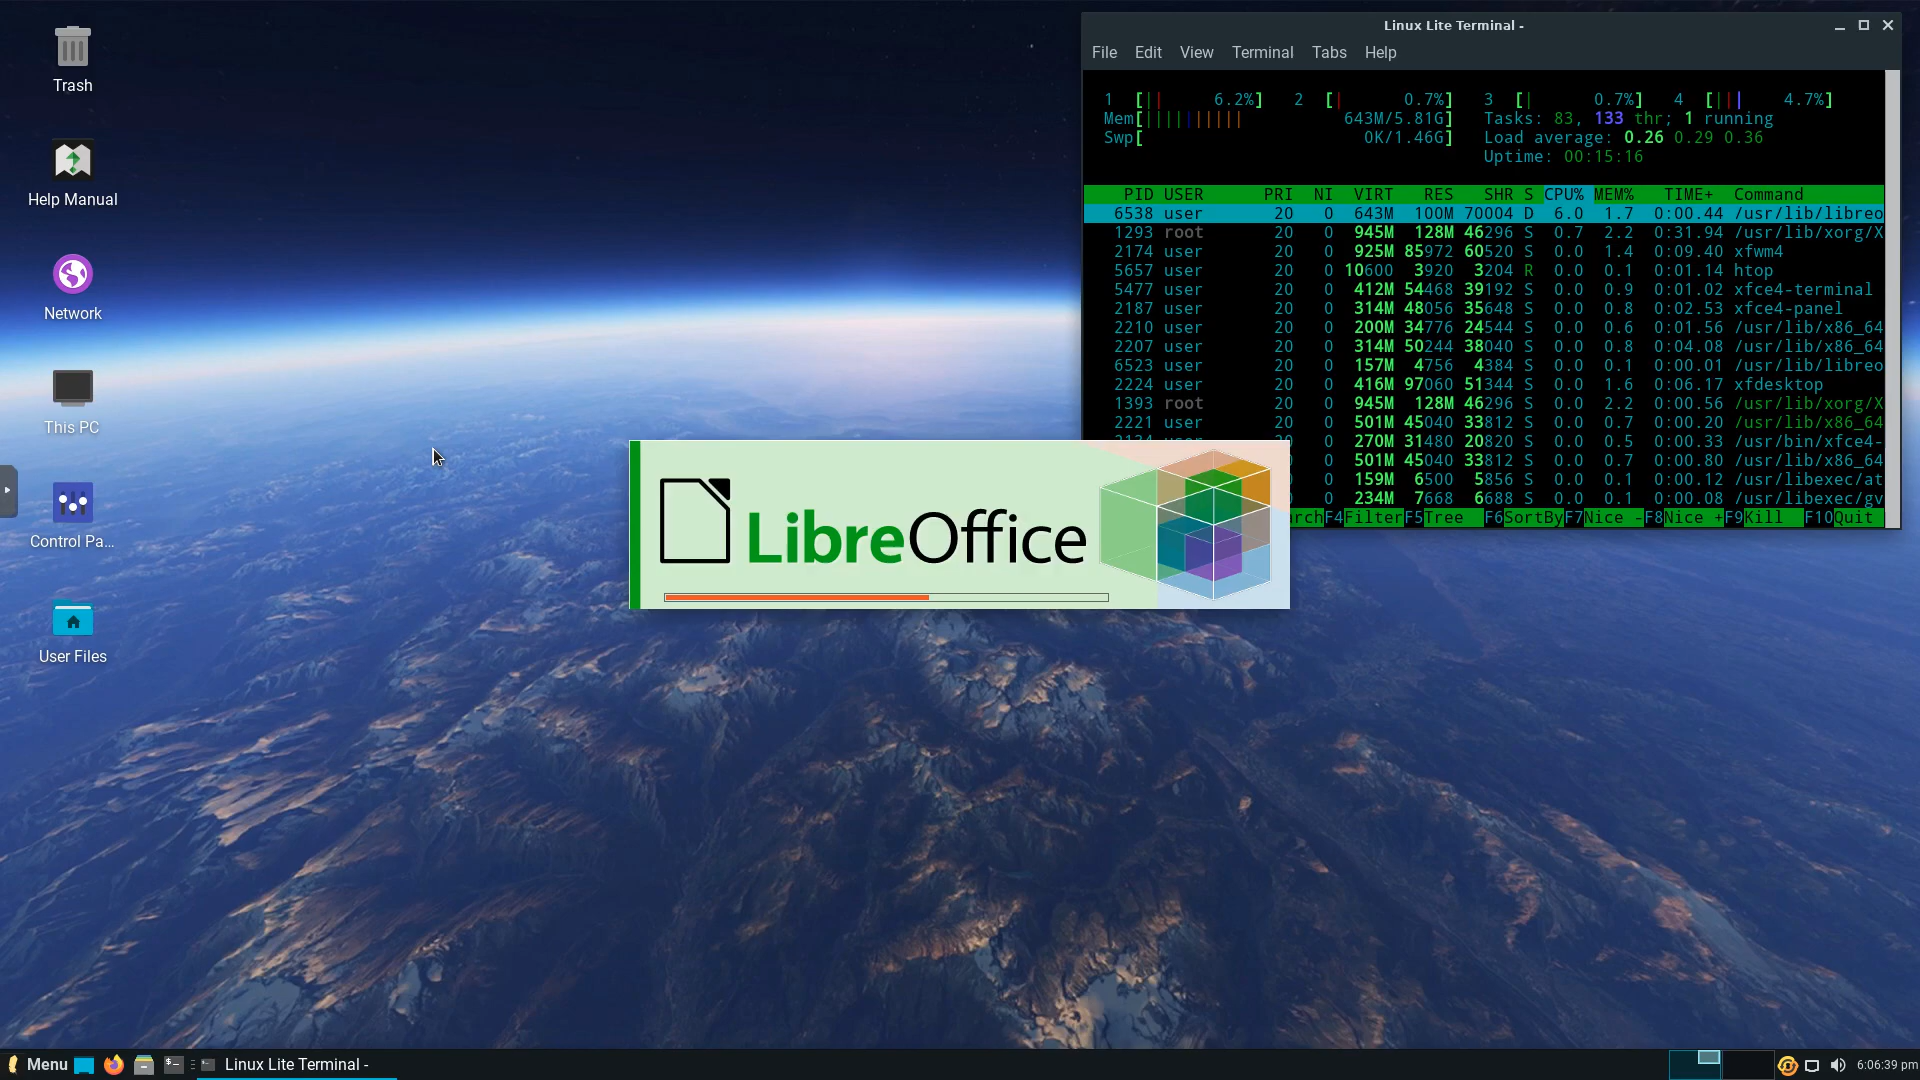 Trash
Help Manual
Network
This PC
Control Pa...
User Files
Linux Lite Terminal -
File Edit View Terminal Tabs Help
1 [|| 6.2%] 2 [| 0.7%] 3 [| 0.7%] 4 [||| 4.7%]
Mem[|||||||||| 643M/5.81G] Tasks: 83, 133 thr; 1 running
Swp[ 0K/1.46G] Load average: 0.26 0.29 0.36
Uptime: 00:15:16
PID USER PRI NI VIRT RES SHR S CPU% MEM% TIME+ Command
6538 user 20 0 643M 100M 70004 D 6.0 1.7 0:00.44 /usr/lib/libreo
1293 root 20 0 945M 128M 46296 S 0.7 2.2 0:31.94 /usr/lib/xorg/X
2174 user 20 0 925M 85972 60520 S 0.0 1.4 0:09.40 xfwm4
5657 user 20 0 10600 3920 3204 R 0.0 0.1 0:01.14 htop
5477 user 20 0 412M 54468 39192 S 0.0 0.9 0:01.02 xfce4-terminal
2187 user 20 0 314M 48056 35648 S 0.0 0.8 0:02.53 xfce4-panel
2210 user 20 0 200M 34776 24544 S 0.0 0.6 0:01.56 /usr/lib/x86_64
2207 user 20 0 314M 50244 38040 S 0.0 0.8 0:04.08 /usr/lib/x86_64
6523 user 20 0 157M 4756 4384 S 0.0 0.1 0:00.01 /usr/lib/libreo
2224 user 20 0 416M 97060 51344 S 0.0 1.6 0:06.17 xfdesktop
1393 root 20 0 945M 128M 46296 S 0.0 2.2 0:00.56 /usr/lib/xorg/X
2221 user 20 0 501M 45040 33812 S 0.0 0.7 0:00.20 /usr/lib/x86_64
0 270M 31480 20820 S 0.0 0.5 0:00.33 /usr/bin/xfce4-
0 501M 45040 33812 S 0.0 0.7 0:00.80 /usr/lib/x86_64
0 159M 6500 5856 S 0.0 0.1 0:00.12 /usr/libexec/at
0 234M 7668 6688 S 0.0 0.1 0:00.08 /usr/libexec/gv
rchF4FilterF5Tree F6SortByF7Nice -F8Nice +F9Kill F10Quit
LibreOffice
Menu Linux Lite Terminal - 6:06:39 pm